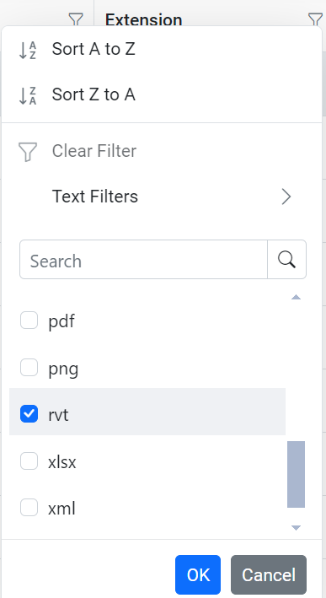 Extension
Sort A to Z
Sort Z to A
Clear Filter
Text Filters
Search
pdf
png
rvt
xlsx
xml
OK Cancel